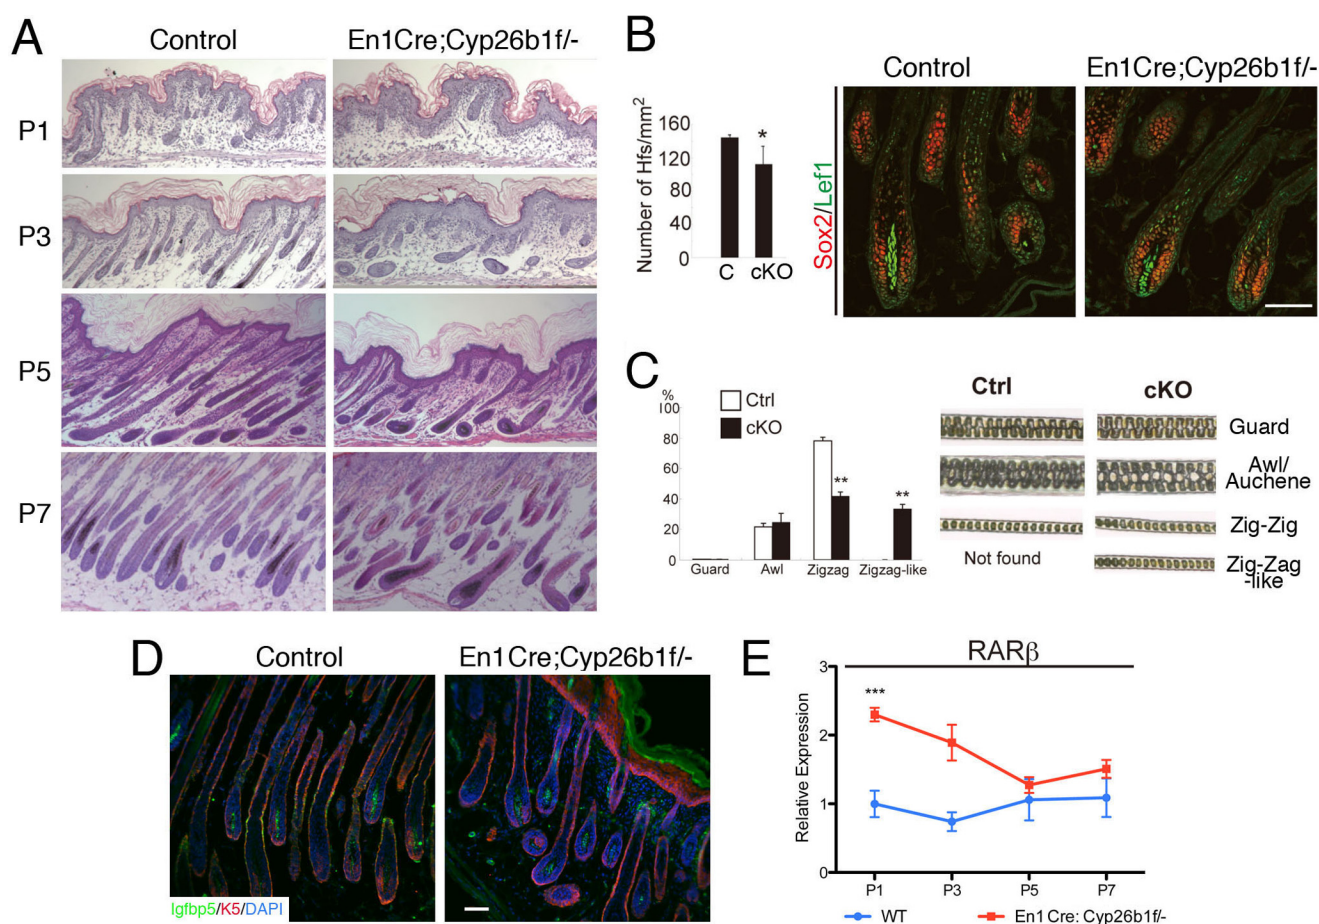 A
Control
En1Cre;Cyp26b1f/-
P1
P3
P5
P7
B
Control
En1Cre;Cyp26b1f/-
Number of Hfs/mm²
160
120
80
40
0
C
cKO
*
Sox2/Lef1
C
%
100
80
60
40
20
0
Ctrl
cKO
**
**
Guard
Awl
Zigzag
Zigzag-like
Ctrl
cKO
Guard
Awl/
Auchene
Zig-Zig
Not found
Zig-Zag
-like
D
Control
En1Cre;Cyp26b1f/-
Igfbp5/K5/DAPI
E
RARβ
Relative Expression
3
2
1
0
***
P1
P3
P5
P7
WT
En1Cre: Cyp26b1f/-